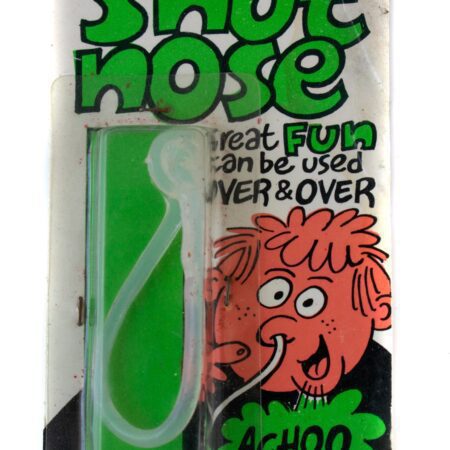 Snot
nose
Great FUN
can be used
OVER & OVER
ACHOO